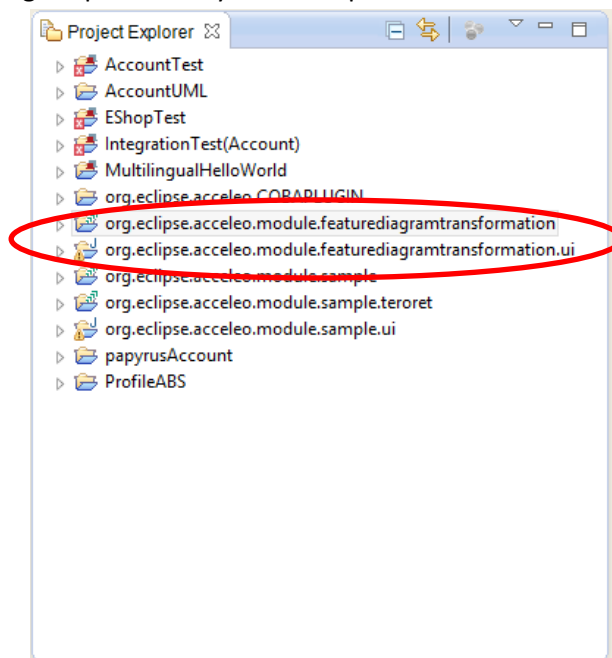 Project Explorer
AccountTest
AccountUML
EShopTest
IntegrationTest(Account)
MultilingualHelloWorld
org.eclipse.acceleo.COBAPLUGIN
org.eclipse.acceleo.module.featurediagramtransformation
org.eclipse.acceleo.module.featurediagramtransformation.ui
org.eclipse.acceleo.module.sample
org.eclipse.acceleo.module.sample.teroret
org.eclipse.acceleo.module.sample.ui
papyrusAccount
ProfileABS